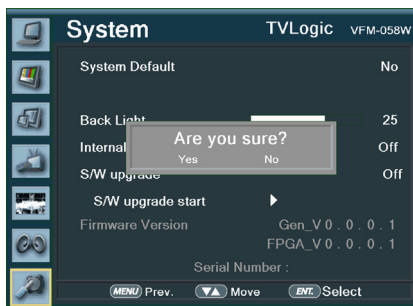 System TVLogic VFM-058W
System Default No
Back Light 25
Are you sure?
Internal Off
Yes No
S/W upgrade Off
S/W upgrade start
Firmware Version Gen_V 0 . 0 . 0 . 1
FPGA_V 0 . 0 . 0 . 1
Serial Number :
MENU Prev. ▼▲ Move ENT. Select